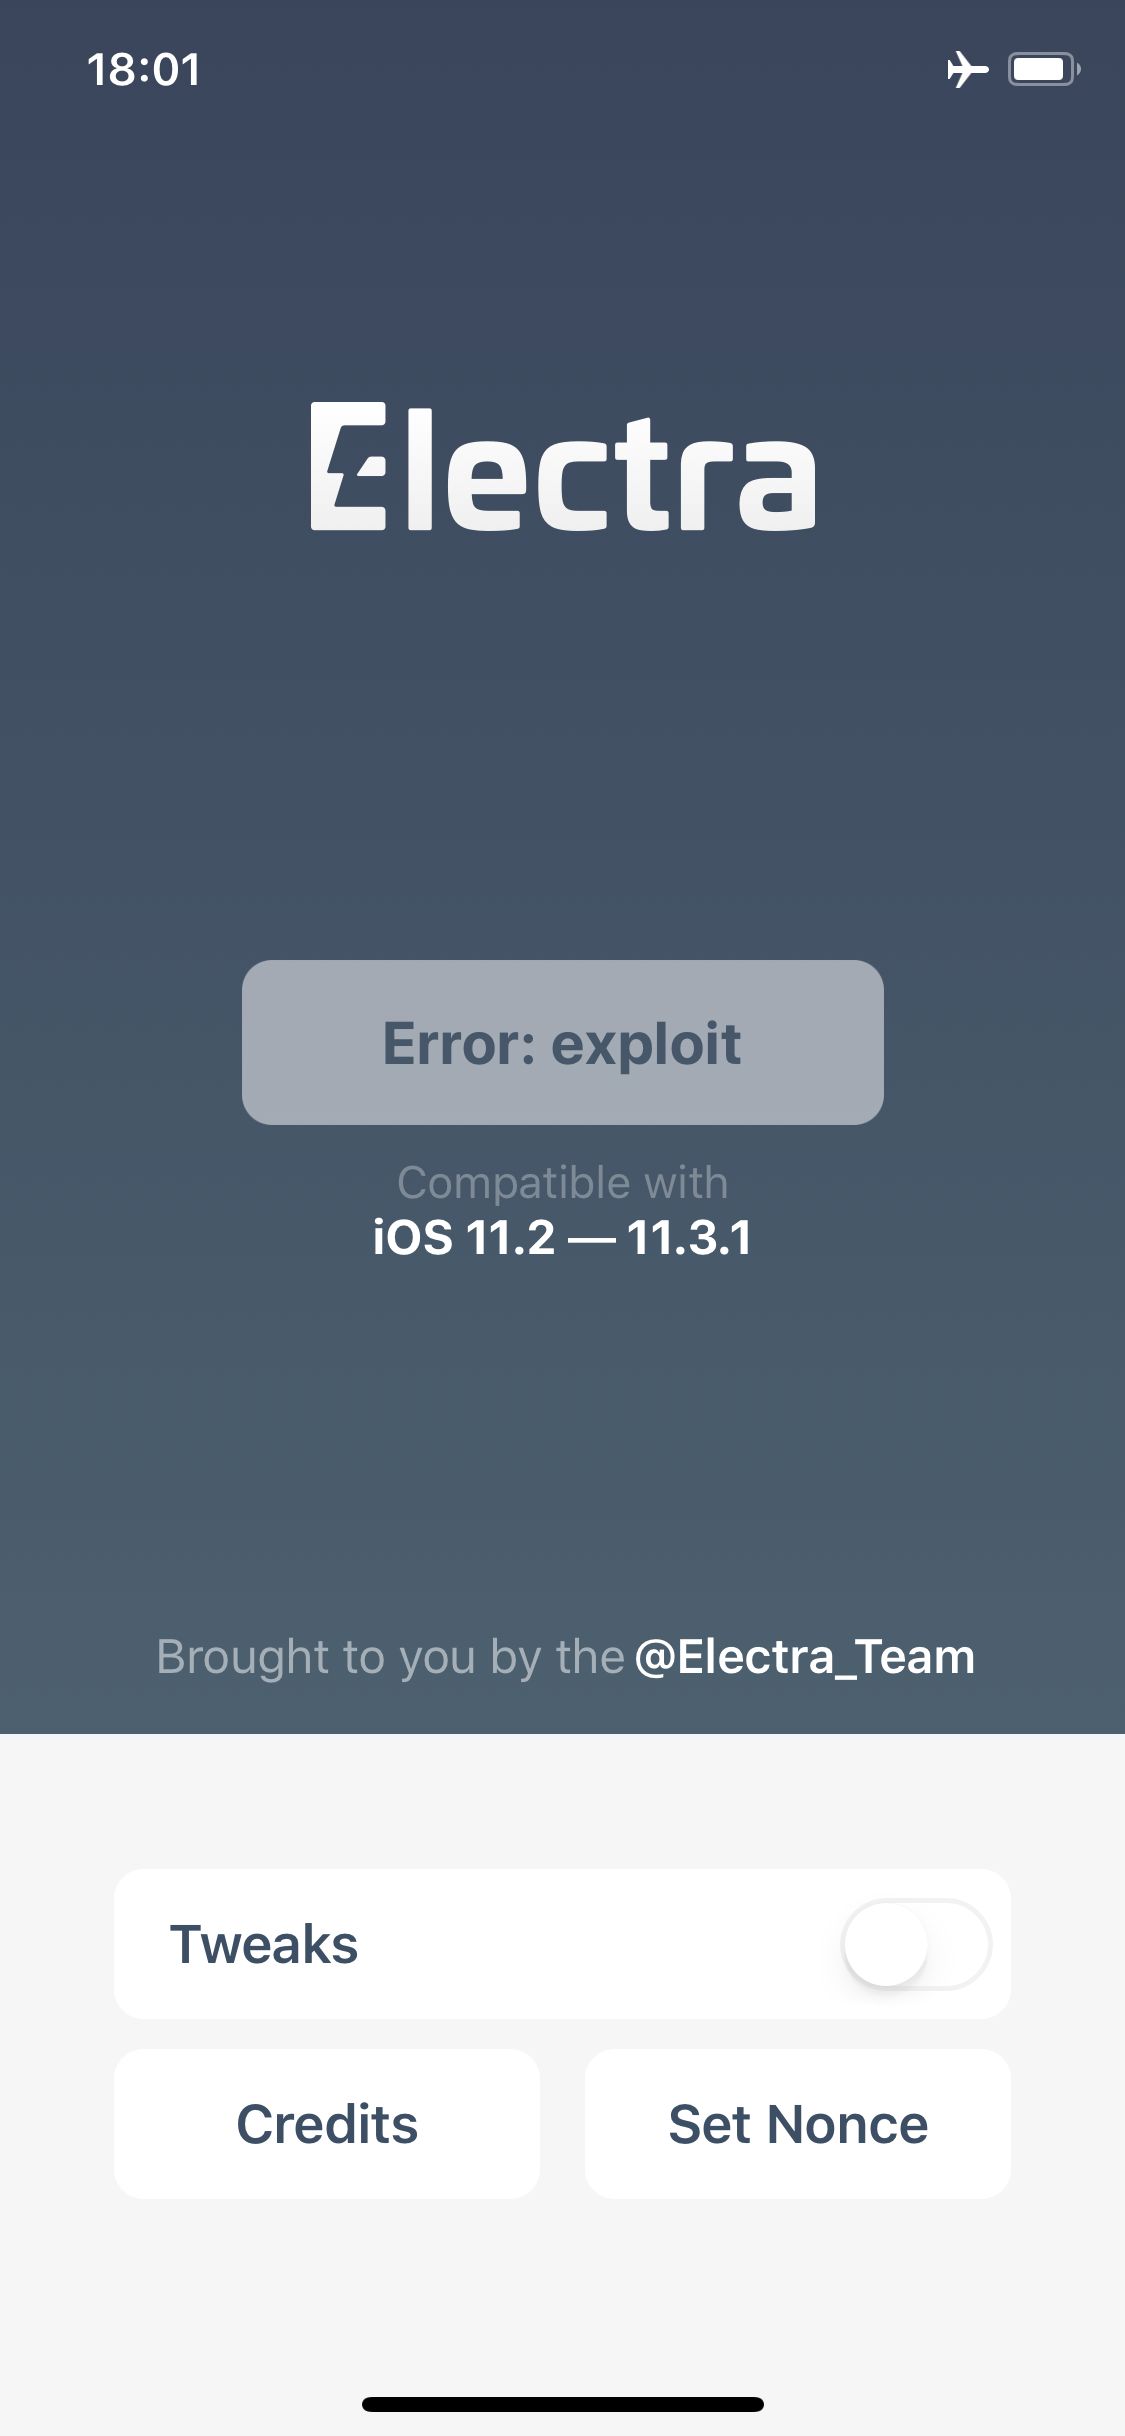 18:01
Electra
Error: exploit
Compatible with
iOS 11.2 — 11.3.1
Brought to you by the @Electra_Team
Tweaks
Credits
Set Nonce